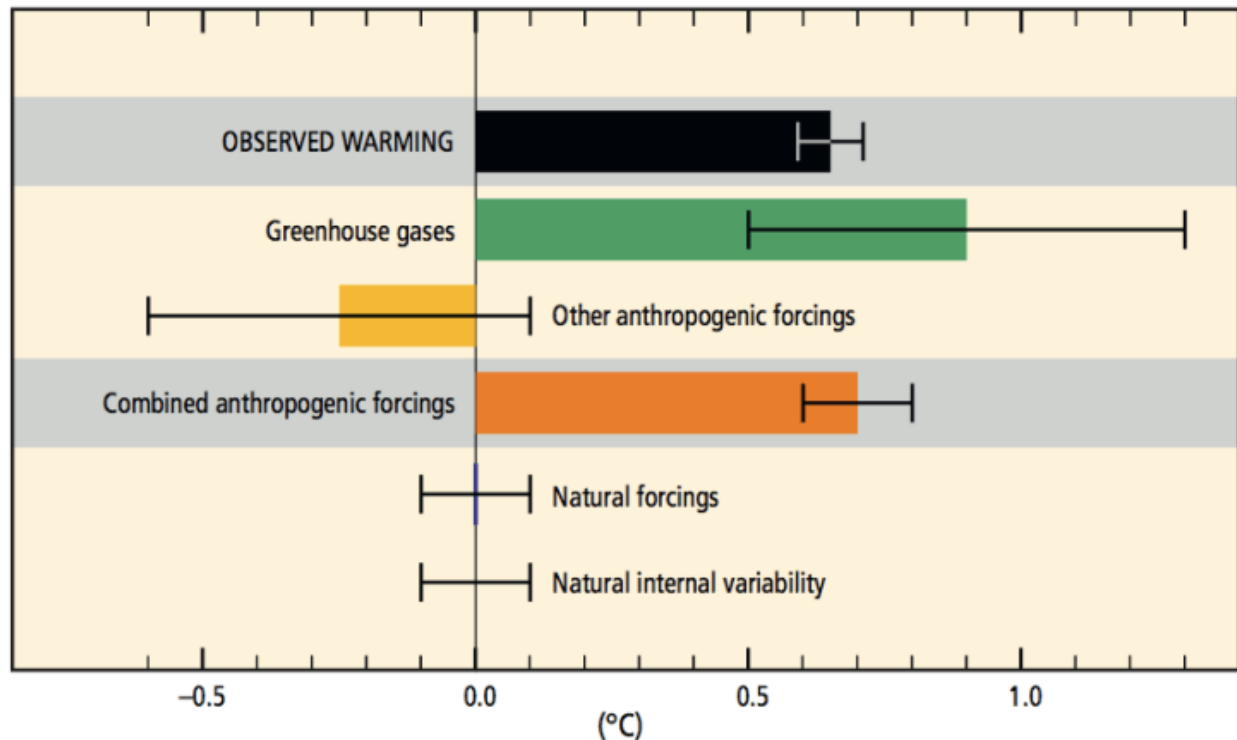 OBSERVED WARMING
Greenhouse gases
Other anthropogenic forcings
Combined anthropogenic forcings
Natural forcings
Natural internal variability
–0.5 0.0 0.5 1.0
(°C)